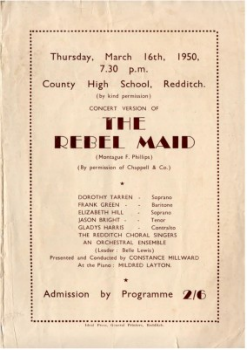 Thursday, March 16th, 1950,
7.30 p.m.
County High School, Redditch.
(by kind permission)
CONCERT VERSION OF
THE
REBEL MAID
(Montague F. Phillips)
(By permission of Chappell & Co.)
DOROTHY TARREN - Soprano
FRANK GREEN - - Baritone
ELIZABETH HILL - Soprano
JASON BRIGHT - - Tenor
GLADYS HARRIS - Contralto
THE REDDITCH CHORAL SINGERS
AN ORCHESTRAL ENSEMBLE
(Leader Belle Lewis)
Presented and Conducted by CONSTANCE MILLWARD
At the Piano: MILDRED LAYTON.
Admission by Programme 2/6
Redditch.